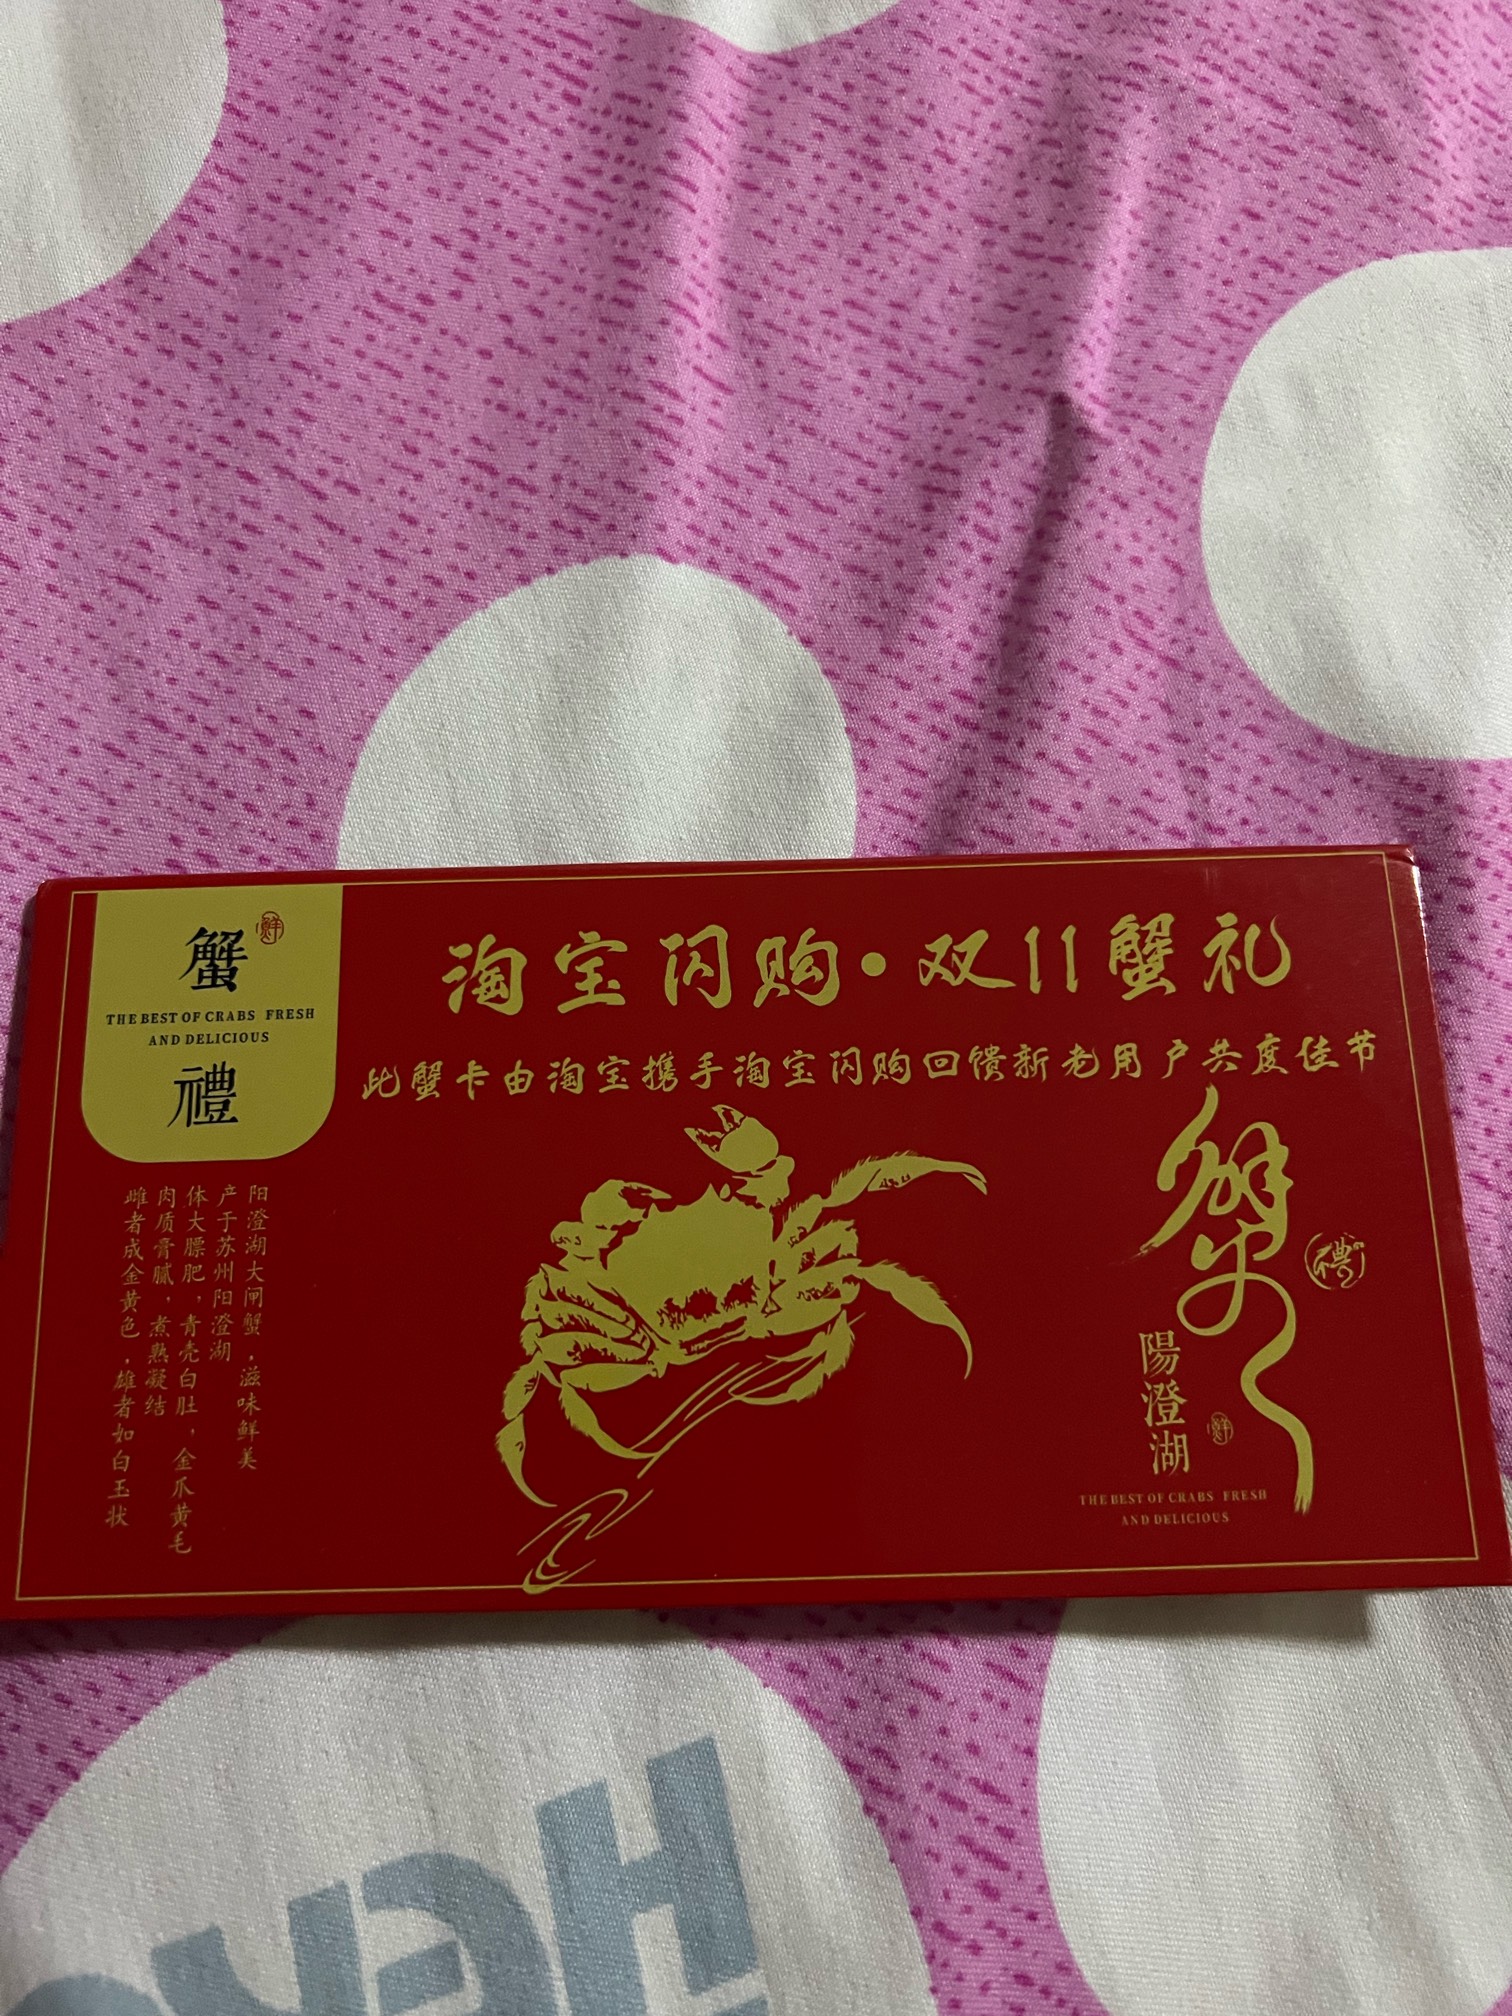 蟹
鲜
THE BEST OF CRABS FRESH
AND DELICIOUS
禮
淘宝闪购·双11蟹礼
此蟹卡由淘宝携手淘宝闪购回馈新老用户共度佳节
阳澄湖大闸蟹,滋味鲜美
产于苏州阳澄湖
体大膘肥,青壳白肚,金爪黄毛
肉质膏腻,煮熟凝结
雌者成金黄色,雄者如白玉状
蟹
禮
陽澄湖
鲜
THE BEST OF CRABS FRESH
AND DELICIOUS